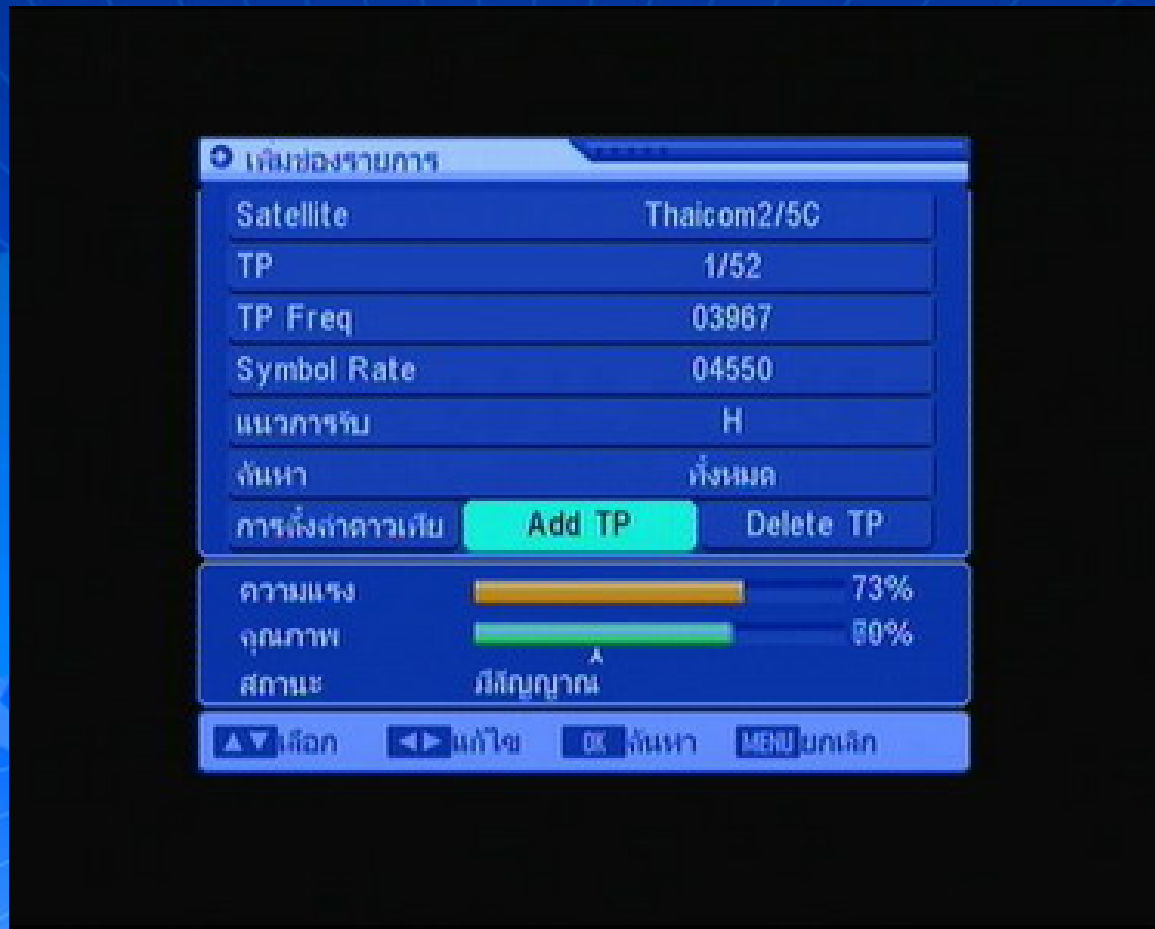 เพิ่มช่องรายการ
Satellite Thaicom2/5C
TP 1/52
TP Freq 03967
Symbol Rate 04550
แนวการรับ H
ค้นหา ทั้งหมด
การตั้งค่าดาวเทีย Add TP Delete TP
ความแรง 73%
คุณภาพ
สถานะ มีสัญญาณ
▲▼ เลือก ◄► แก้ไข OK ค้นหา MENU ยกเลิก